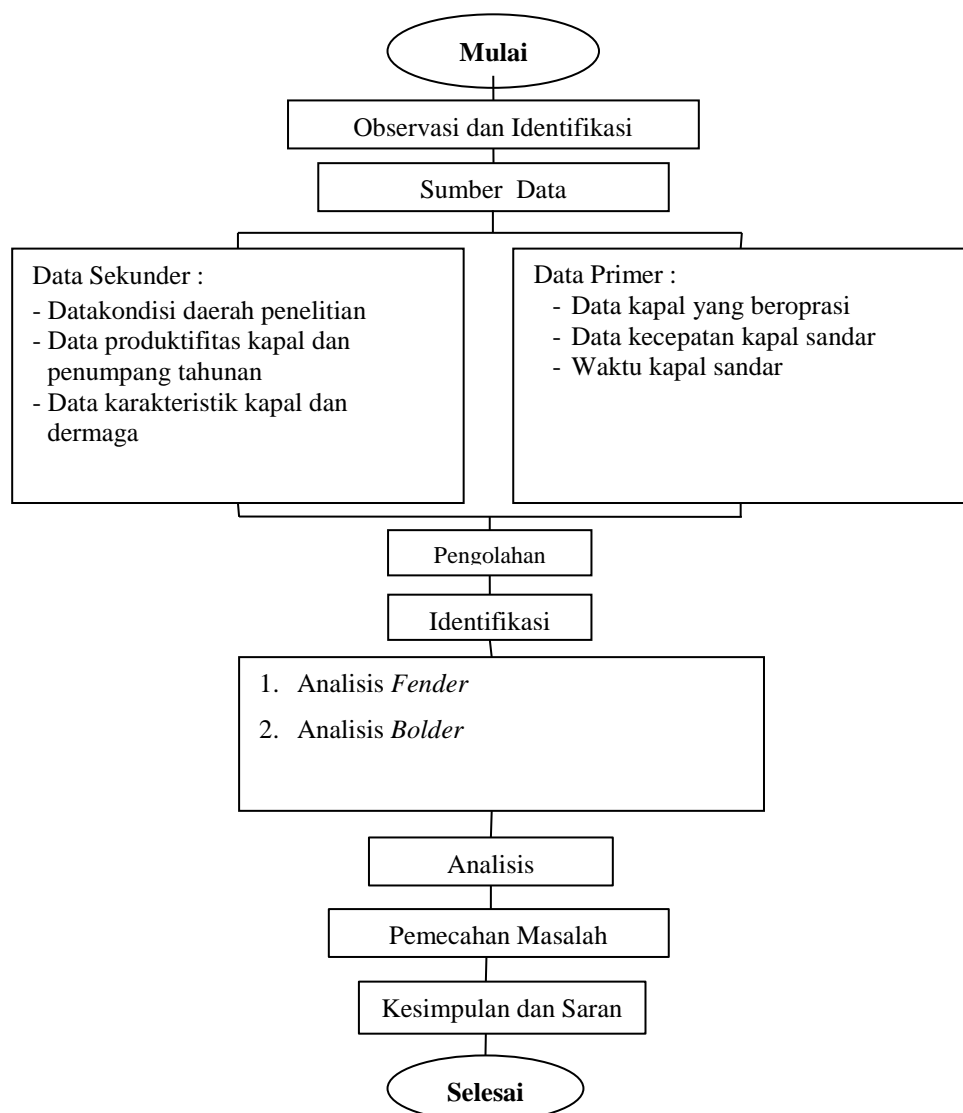 Mulai
Observasi dan Identifikasi
Sumber Data
Data Sekunder :
- Datakondisi daerah penelitian
- Data produktifitas kapal dan
penumpang tahunan
- Data karakteristik kapal dan
dermaga
Data Primer :
- Data kapal yang beroprasi
- Data kecepatan kapal sandar
- Waktu kapal sandar
Pengolahan
Identifikasi
1. Analisis Fender
2. Analisis Bolder
Analisis
Pemecahan Masalah
Kesimpulan dan Saran
Selesai